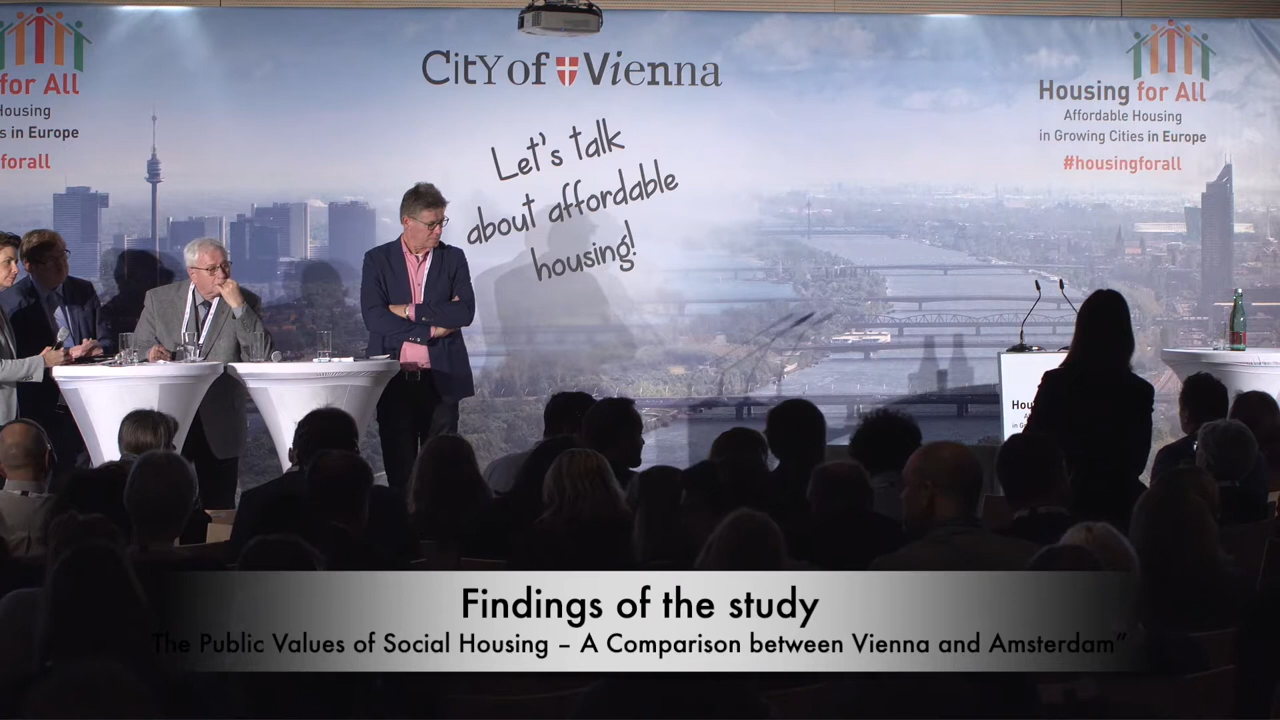 for All
Housing
s in Europe
forall
City of Vienna
Let's talk
about affordable
housing!
Housing for All
Affordable Housing
in Growing Cities in Europe
#housingforall
Hou
Findings of the study
The Public Values of Social Housing – A Comparison between Vienna and Amsterdam”